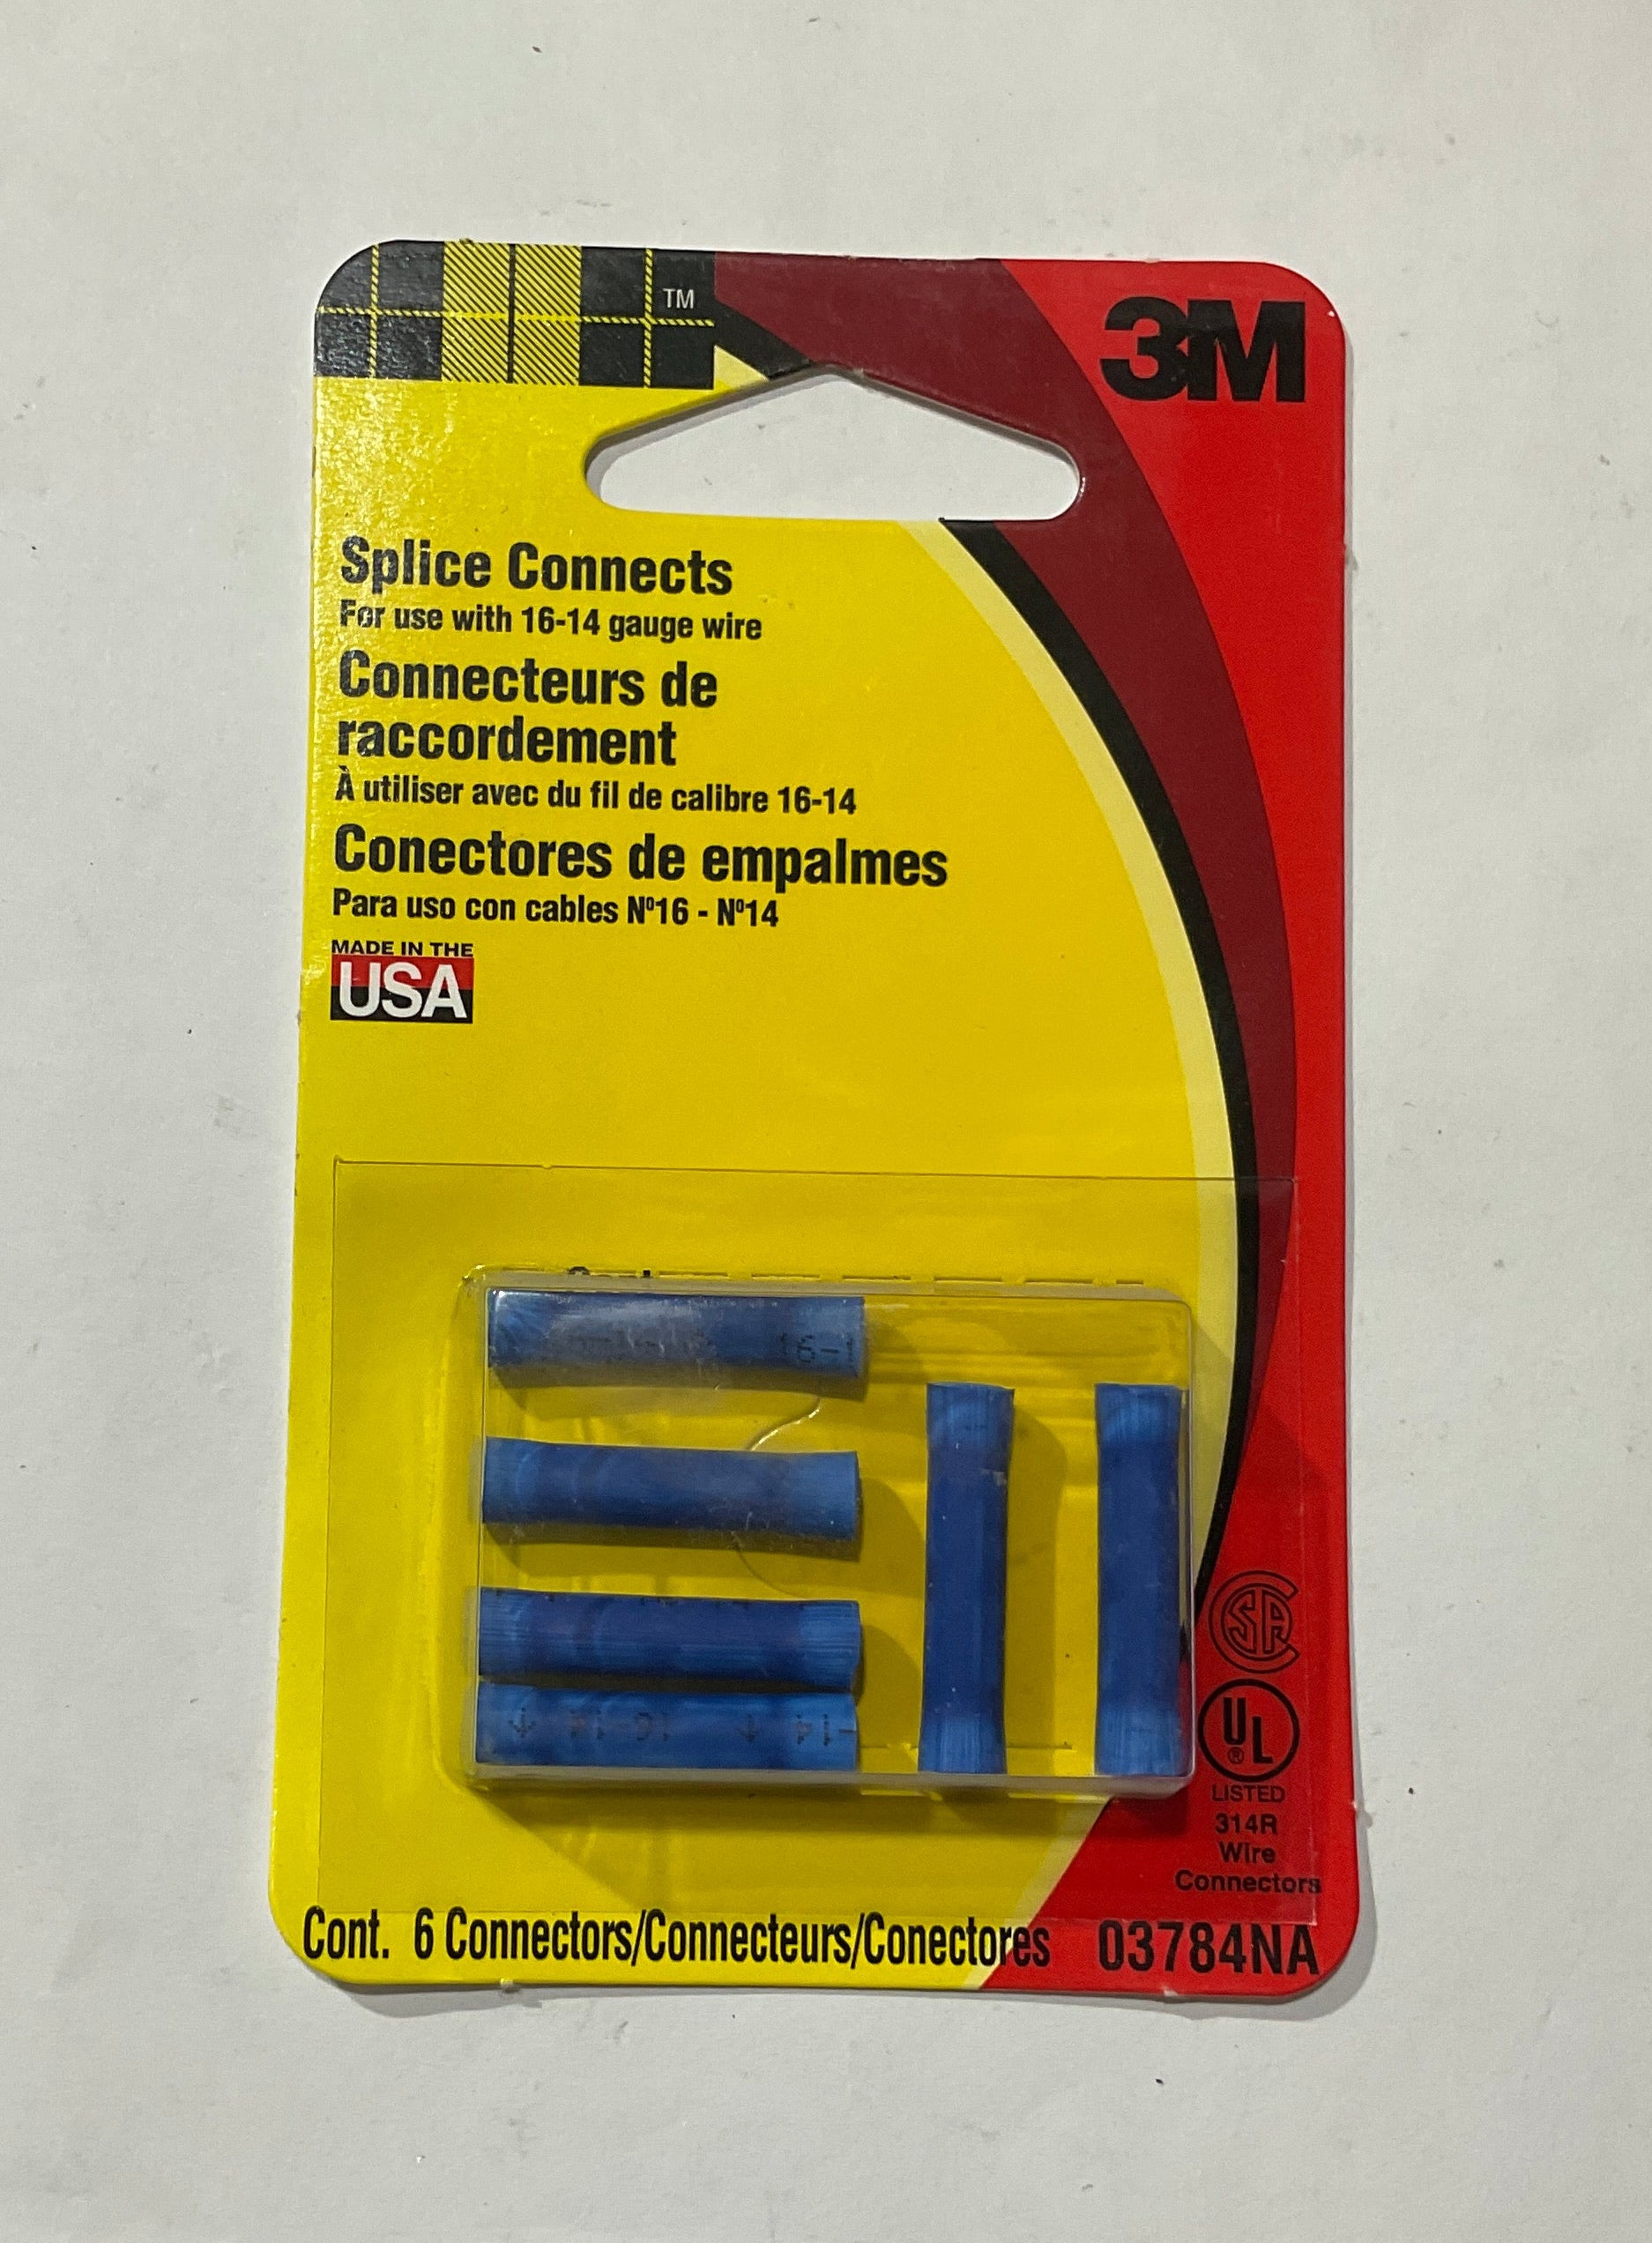 TM
3M
Splice Connects
For use with 16-14 gauge wire
Connecteurs de
raccordement
À utiliser avec du fil de calibre 16-14
Conectores de empalmes
Para uso con cables Nº16 - Nº14
MADE IN THE
USA
SA
UL
®
LISTED
314R
Wire
Connectors
Cont. 6 Connectors/Connecteurs/Conectores
03784NA